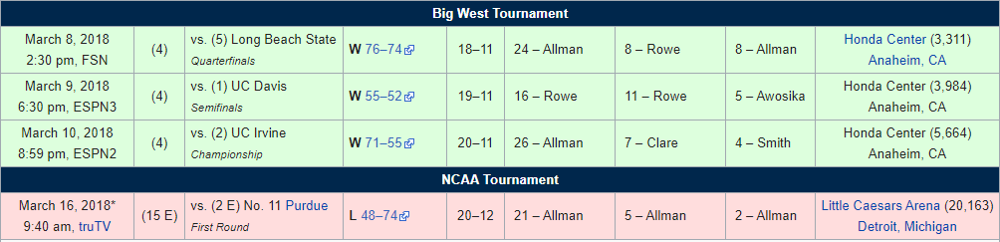 Big West Tournament
March 8, 2018
2:30 pm, FSN
(4)
vs. (5) Long Beach State
Quarterfinals
W 76–74
18–11
24 – Allman
8 – Rowe
8 – Allman
Honda Center (3,311)
Anaheim, CA
March 9, 2018
6:30 pm, ESPN3
(4)
vs. (1) UC Davis
Semifinals
W 55–52
19–11
16 – Rowe
11 – Rowe
5 – Awosika
Honda Center (3,984)
Anaheim, CA
March 10, 2018
8:59 pm, ESPN2
(4)
vs. (2) UC Irvine
Championship
W 71–55
20–11
26 – Allman
7 – Clare
4 – Smith
Honda Center (5,664)
Anaheim, CA
NCAA Tournament
March 16, 2018*
9:40 am, truTV
(15 E)
vs. (2 E) No. 11 Purdue
First Round
L 48–74
20–12
21 – Allman
5 – Allman
2 – Allman
Little Caesars Arena (20,163)
Detroit, Michigan